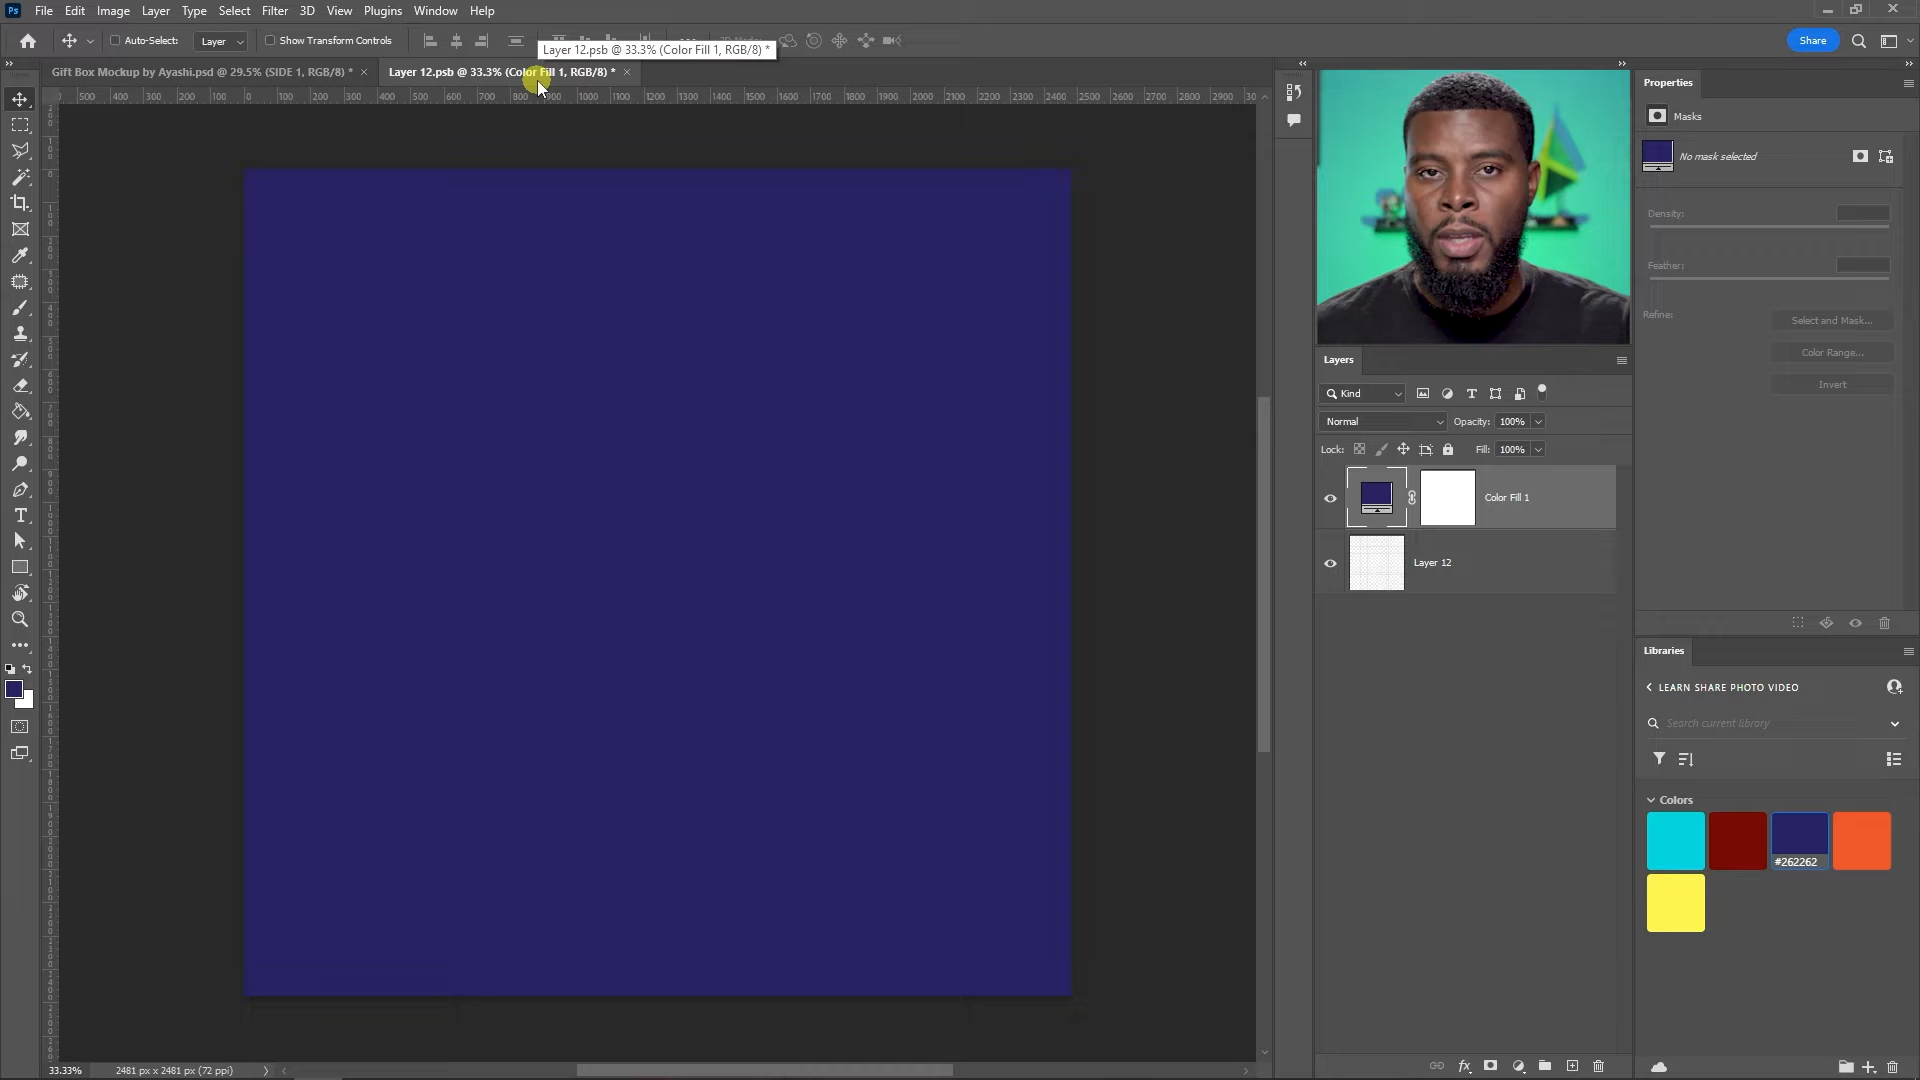 Ps File Edit Image Layer Type Select Filter 3D View Plugins Window Help
Auto-Select: Layer Show Transform Controls Share
Layer 12.psb @ 33.3% (Color Fill 1, RGB/8) *
Gift Box Mockup by Ayashi.psd @ 29.5% (SIDE 1, RGB/8) * × Layer 12.psb @ 33.3% (Color Fill 1, RGB/8) * ×
500 400 300 200 100 0 100 200 300 400 500 600 700 800 900 1000 1100 1200 1300 1400 1500 1600 1700 1800 1900 2000 2100 2200 2300 2400 2500 2600 2700 2800 2900
Properties
Masks
No mask selected
Density:
Feather:
Refine:
Select and Mask...
Color Range...
Invert
Layers
Kind
Normal Opacity: 100%
Lock: Fill: 100%
Color Fill 1
Layer 12
fx
Libraries
LEARN SHARE PHOTO VIDEO
Search current library
Colors
#262262
33.33% 2481 px x 2481 px (72 ppi)